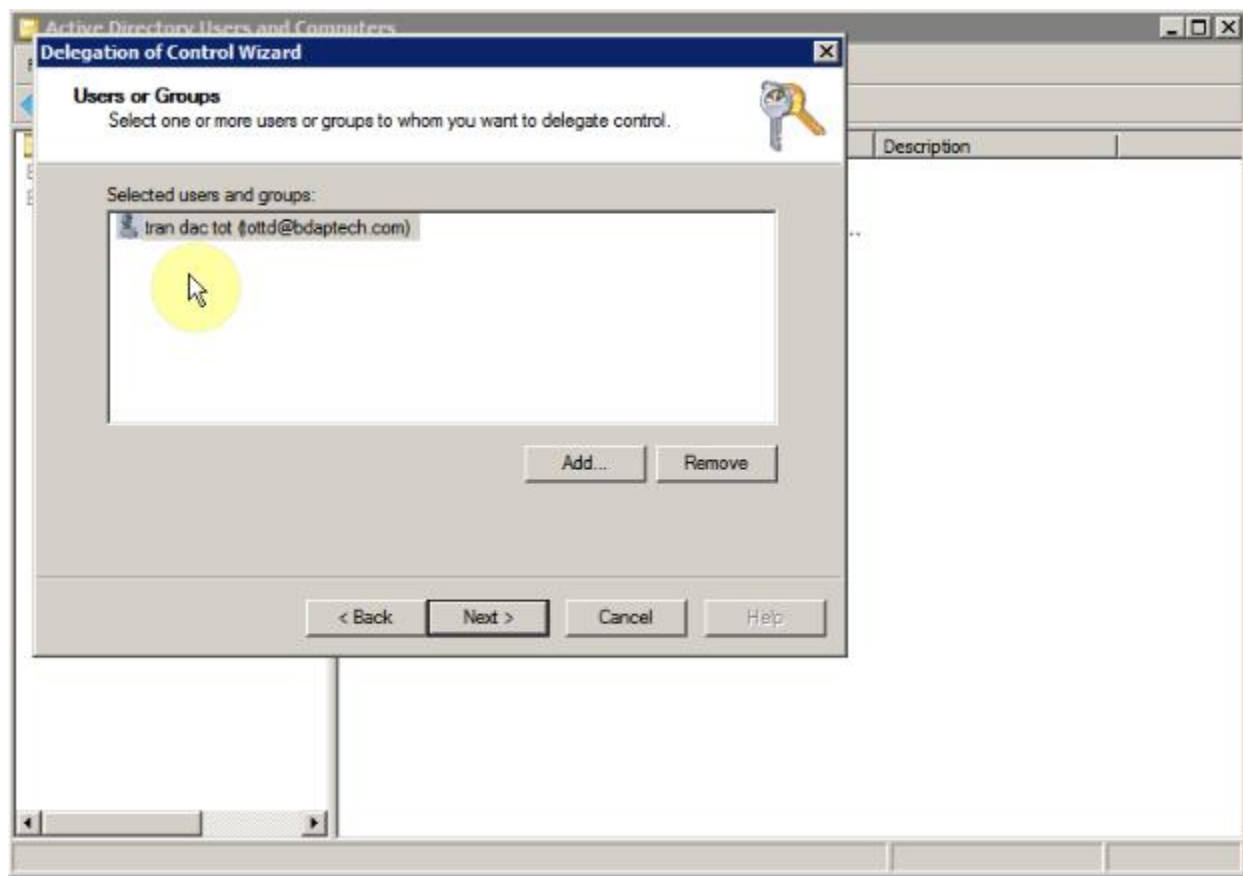 Active Directory Users and Computers
Delegation of Control Wizard
Users or Groups
Select one or more users or groups to whom you want to delegate control.
Description
Selected users and groups:
tran dac tot (tottd@bdaptech.com)
..
Add...
Remove
< Back
Next >
Cancel
Help